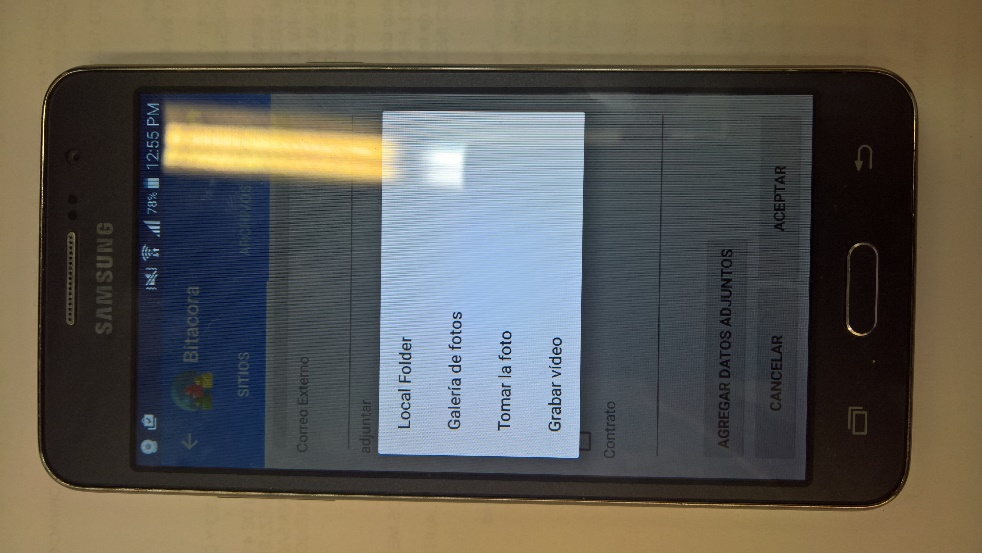 SAMSUNG
78% 12:55 PM
Bitacora
SITIOS ARCHIVOS
Correo Externo
adjuntar
Local Folder
Galería de fotos
Tomar la foto
Grabar vídeo
Contrato
AGREGAR DATOS ADJUNTOS
CANCELAR ACEPTAR